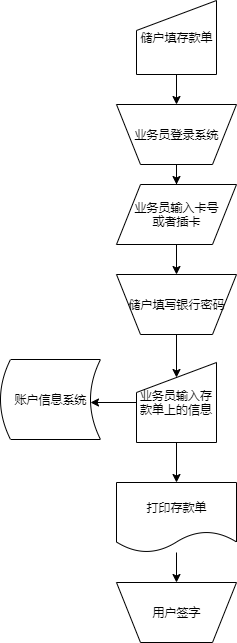 储户填存款单
业务员登录系统
业务员输入卡号
或者插卡
储户填写银行密码
账户信息系统
业务员输入存
款单上的信息
打印存款单
用户签字